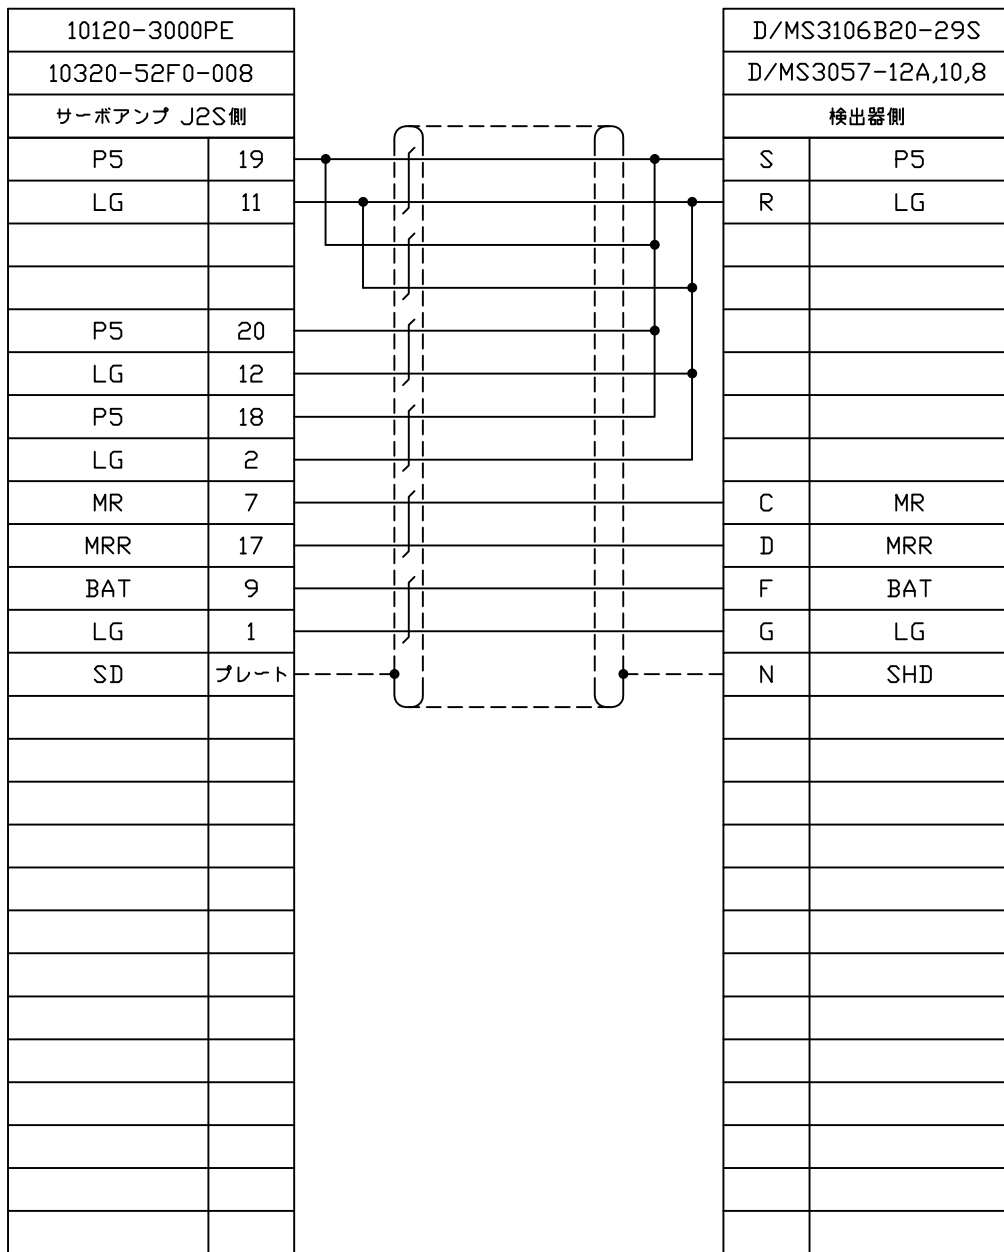 10120-3000PE
10320-52F0-008
サーボアンプ J2S側
P5 19
LG 11
P5 20
LG 12
P5 18
LG 2
MR 7
MRR 17
BAT 9
LG 1
SD プレート
D/MS3106B20-29S
D/MS3057-12A,10,8
検出器側
S P5
R LG
C MR
D MRR
F BAT
G LG
N SHD